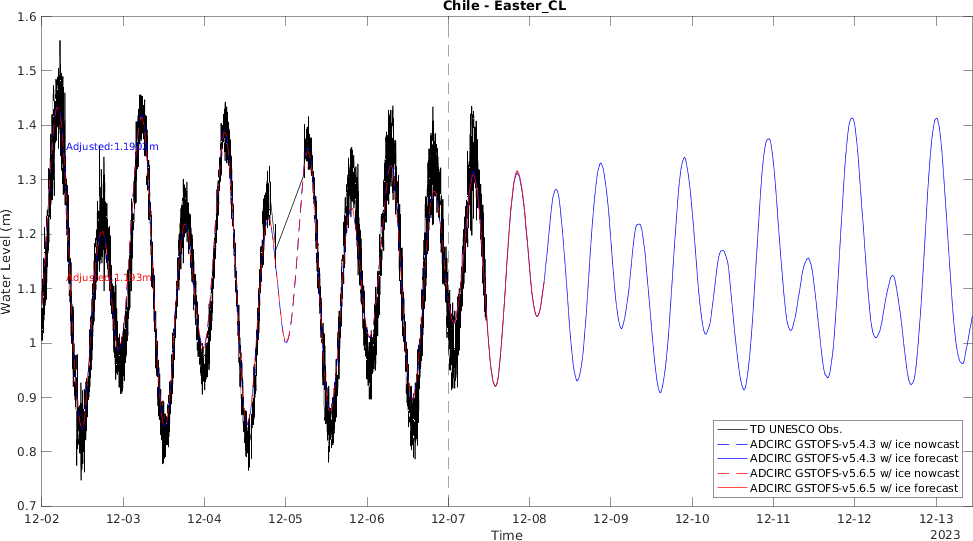 Chile - Easter_CL
Water Level (m)
1.6
1.5
1.4
1.3
1.2
1.1
1
0.9
0.8
0.7
Adjusted:1.1902m
Adjusted:1.193m
TD UNESCO Obs.
ADCIRC GSTOFS-v5.4.3 w/ ice nowcast
ADCIRC GSTOFS-v5.4.3 w/ ice forecast
ADCIRC GSTOFS-v5.6.5 w/ ice nowcast
ADCIRC GSTOFS-v5.6.5 w/ ice forecast
12-02 12-03 12-04 12-05 12-06 12-07 12-08 12-09 12-10 12-11 12-12 12-13
Time
2023